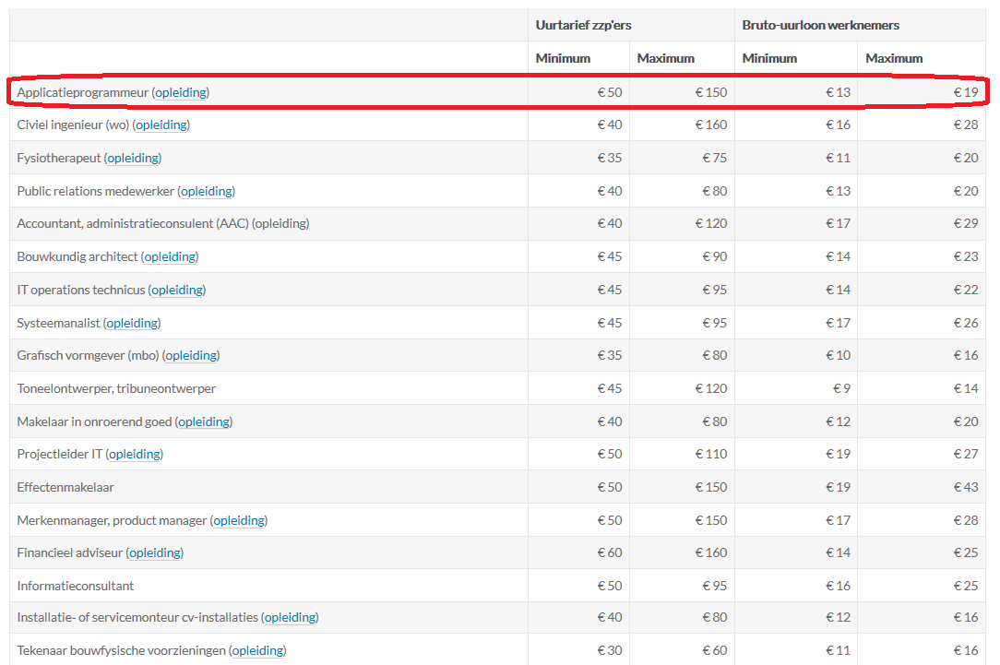 Uurtarief zzp'ers Bruto-uurloon werknemers
Minimum Maximum Minimum Maximum
Applicatieprogrammeur (opleiding) € 50 € 150 € 13 € 19
Civiel ingenieur (wo) (opleiding) € 40 € 160 € 16 € 28
Fysiotherapeut (opleiding) € 35 € 75 € 11 € 20
Public relations medewerker (opleiding) € 40 € 80 € 13 € 20
Accountant, administratieconsulent (AAC) (opleiding) € 40 € 120 € 17 € 29
Bouwkundig architect (opleiding) € 45 € 90 € 14 € 23
IT operations technicus (opleiding) € 45 € 95 € 14 € 22
Systeemanalist (opleiding) € 45 € 95 € 17 € 26
Grafisch vormgever (mbo) (opleiding) € 35 € 80 € 10 € 16
Toneelontwerper, tribuneontwerper € 45 € 120 € 9 € 14
Makelaar in onroerend goed (opleiding) € 40 € 80 € 12 € 20
Projectleider IT (opleiding) € 50 € 110 € 19 € 27
Effectenmakelaar € 50 € 150 € 19 € 43
Merkenmanager, product manager (opleiding) € 50 € 150 € 17 € 28
Financieel adviseur (opleiding) € 60 € 160 € 14 € 25
Informatieconsultant € 50 € 95 € 16 € 25
Installatie- of servicemonteur cv-installaties (opleiding) € 40 € 80 € 12 € 16
Tekenaar bouwfysische voorzieningen (opleiding) € 30 € 60 € 11 € 16